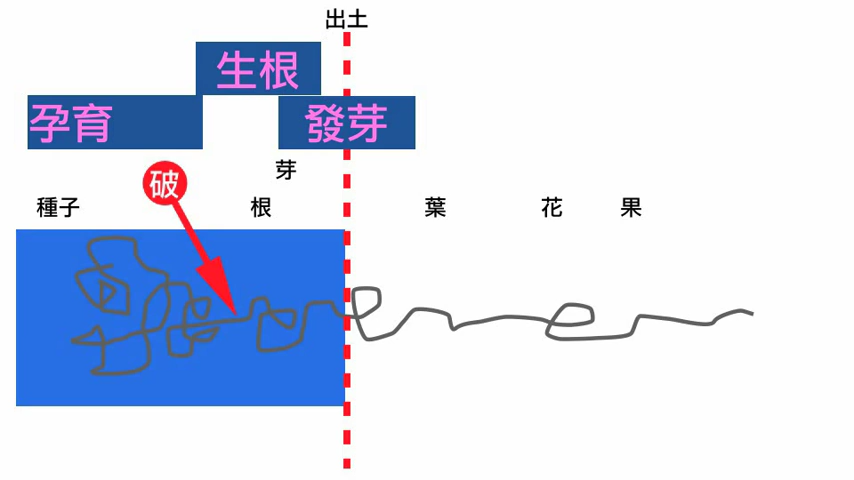 出土
生根
孕育
發芽
芽
破
種子 根 葉 花 果